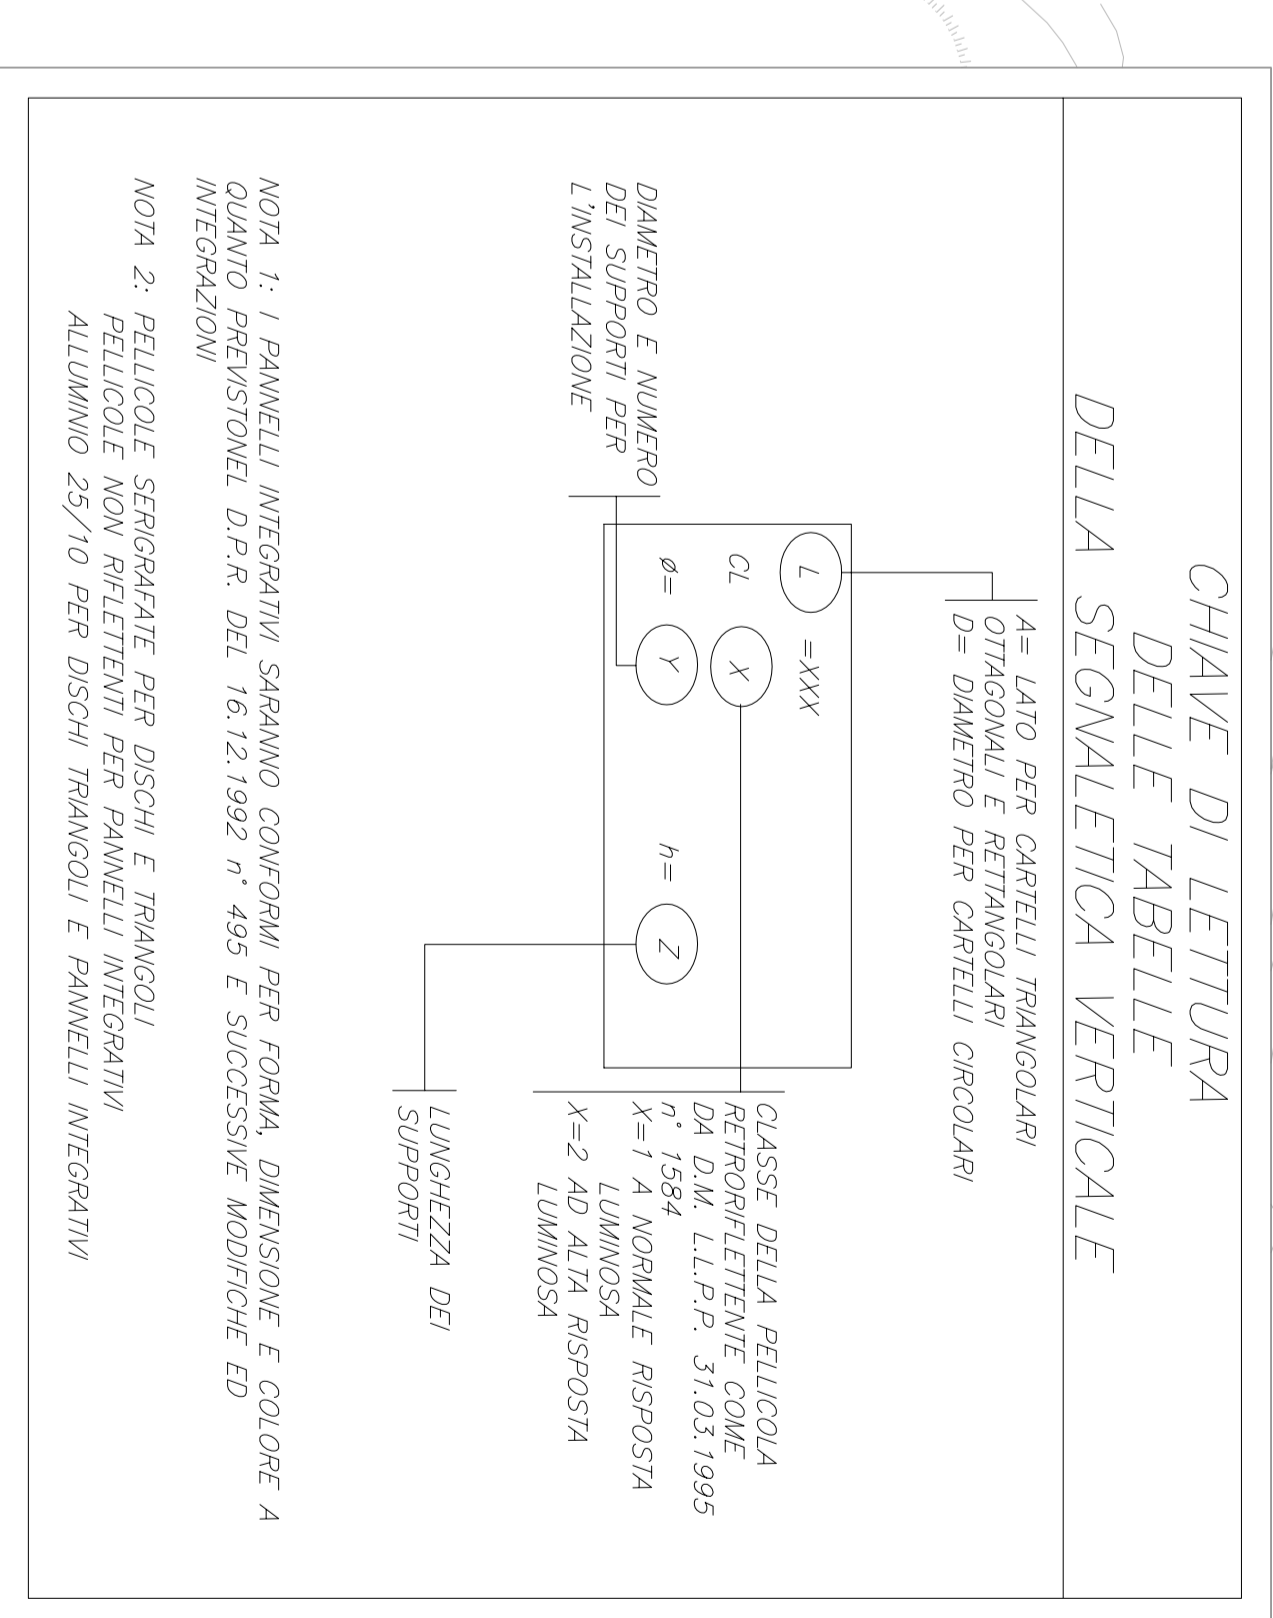 CHIAVE DI LETTURA
DELLE TABELLE
DELLA SEGNALETICA VERTICALE
A= LATO PER CARTELLI TRIANGOLARI
OTTAGONALI E RETTANGOLARI
D= DIAMETRO PER CARTELLI CIRCOLARI
L =XXX
CL X
ø= Y h= Z
DIAMETRO E NUMERO
DEI SUPPORTI PER
L'INSTALLAZIONE
CLASSE DELLA PELLICOLA
RETRORIFLETTENTE COME
DA D.M. L.L.P.P. 31.03.1995
n° 1584
X=1 A NORMALE RISPOSTA
LUMINOSA
X=2 AD ALTA RISPOSTA
LUMINOSA
LUNGHEZZA DEI
SUPPORTI
NOTA 1: I PANNELLI INTEGRATIVI SARANNO CONFORMI PER FORMA, DIMENSIONE E COLORE A
QUANTO PREVISTONEL D.P.R. DEL 16.12.1992 n° 495 E SUCCESSIVE MODIFICHE ED
INTEGRAZIONI
NOTA 2: PELLICOLE SERIGRAFATE PER DISCHI E TRIANGOLI
PELLICOLE NON RIFLETTENTI PER PANNELLI INTEGRATIVI
ALLUMINIO 25/10 PER DISCHI TRIANGOLI E PANNELLI INTEGRATIVI